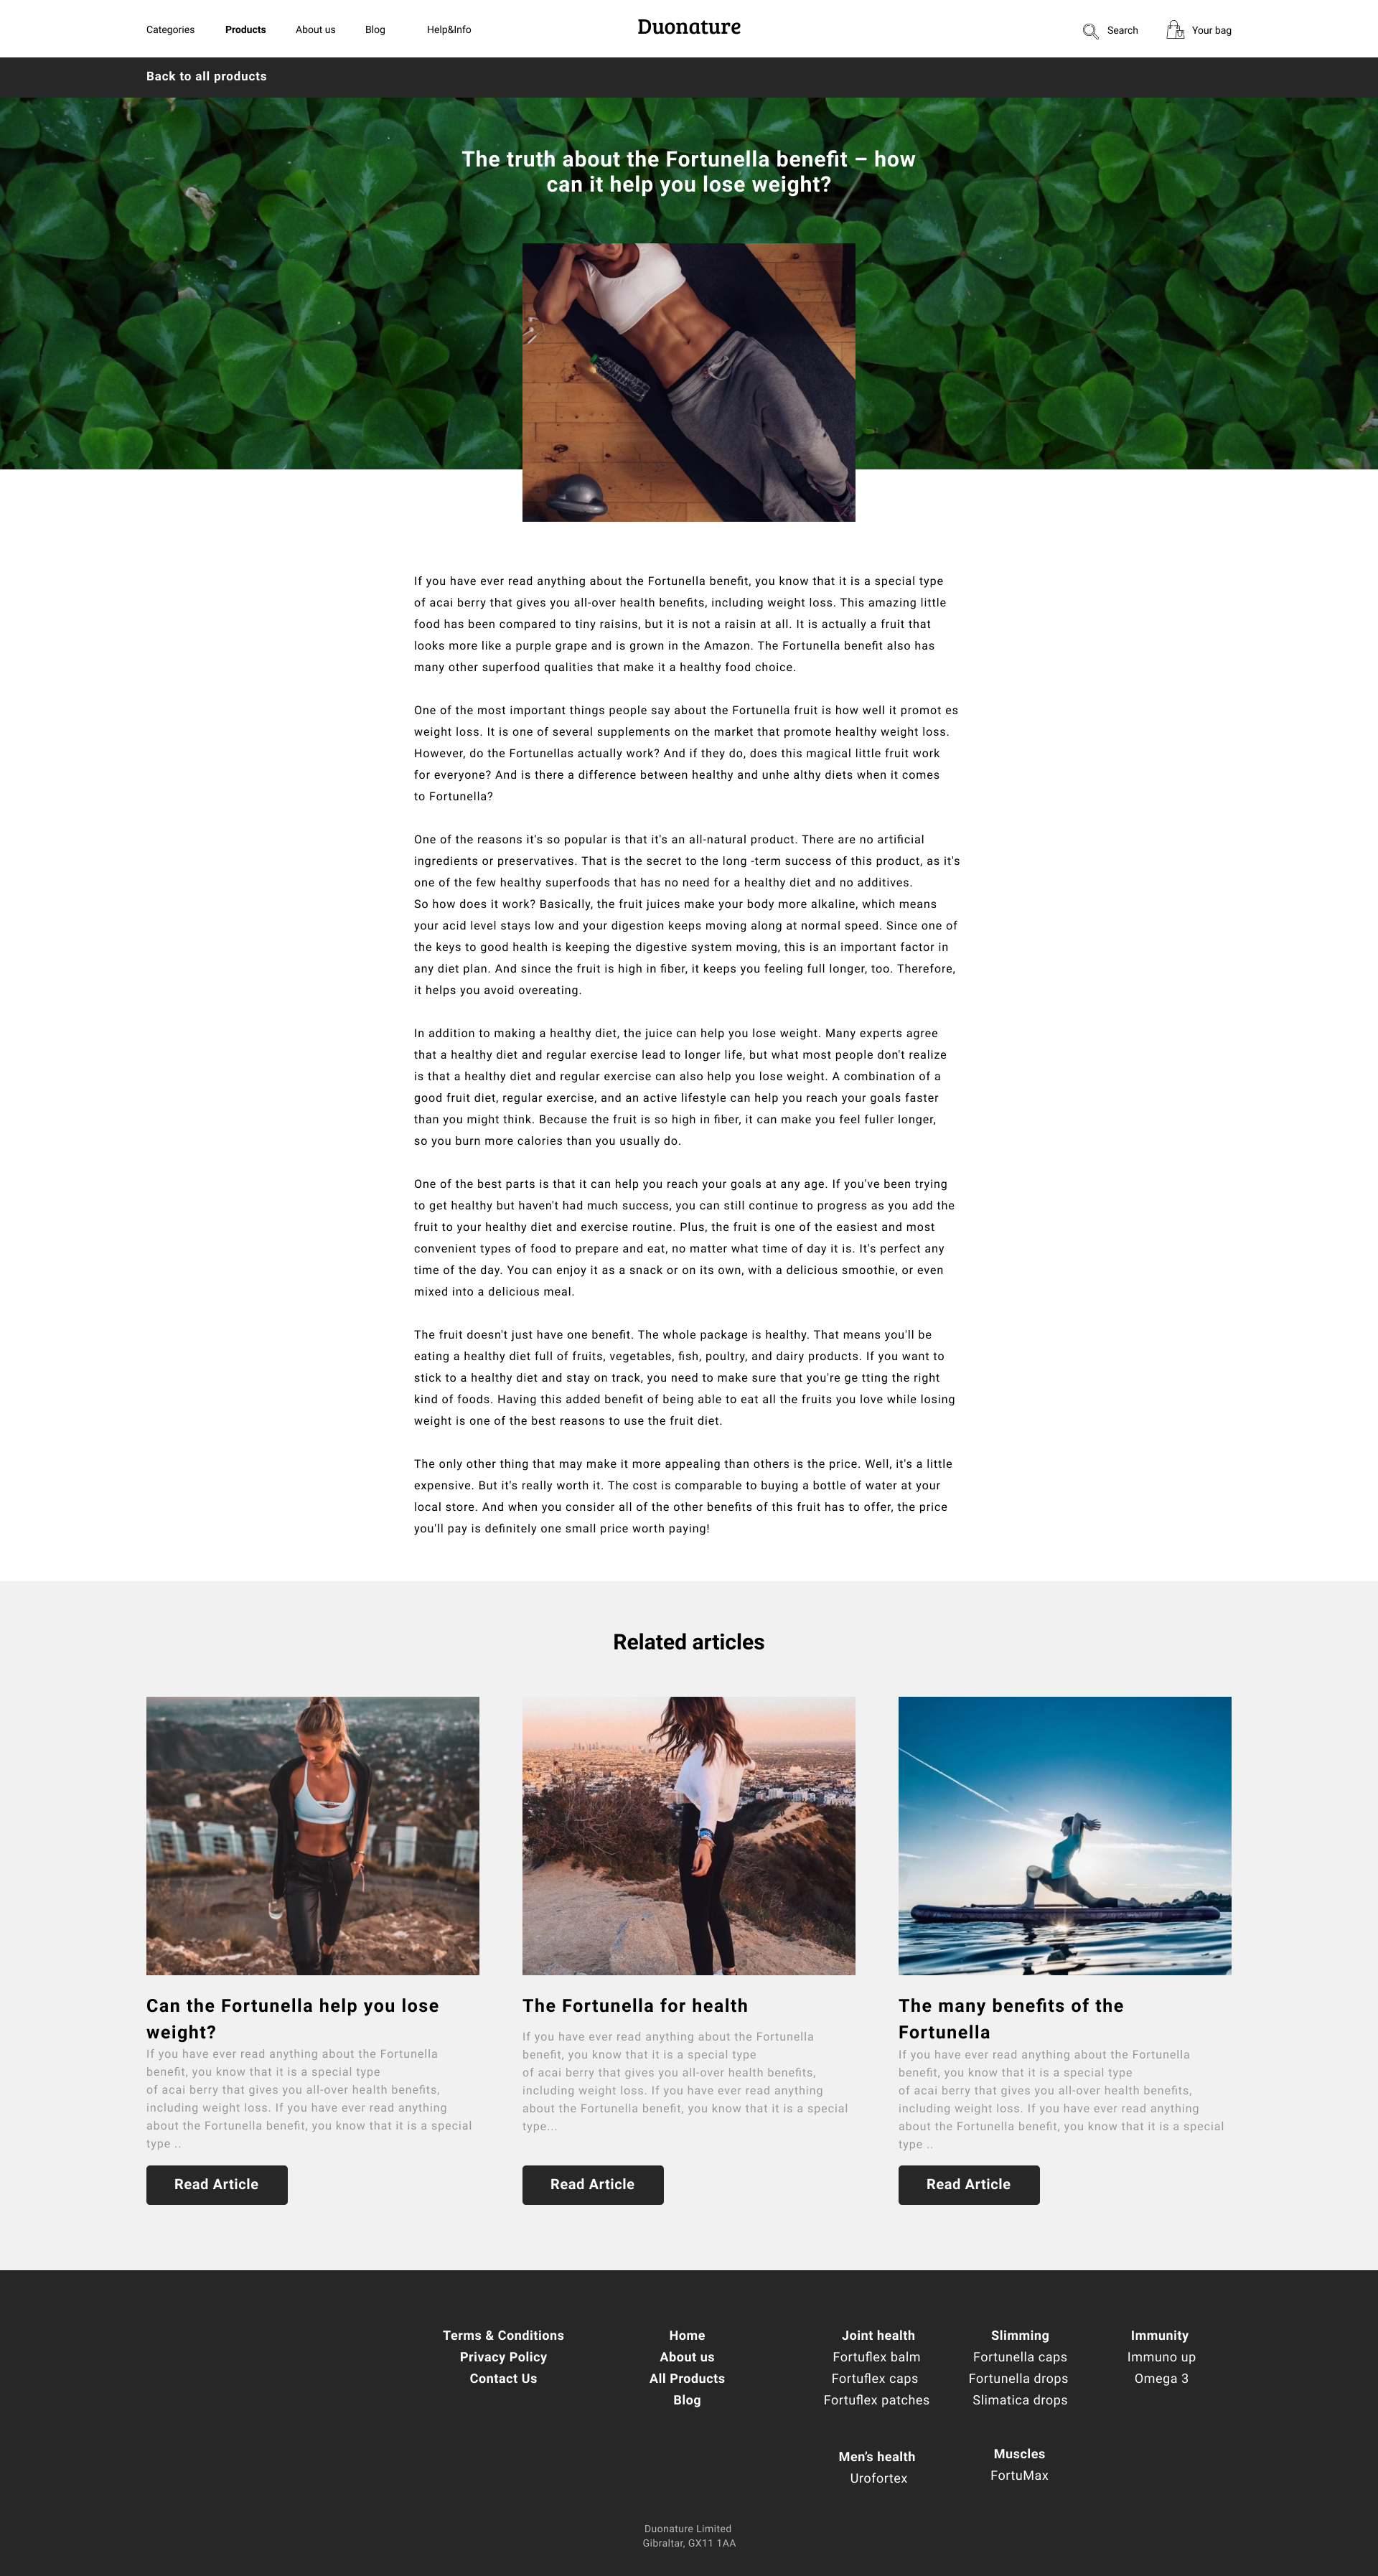 Categories Products About us Blog Help&Info Duonature Search Your bag
Back to all products
The truth about the Fortunella benefit – how
can it help you lose weight?
If you have ever read anything about the Fortunella benefit, you know that it is a special type
of acai berry that gives you all-over health benefits, including weight loss. This amazing little
food has been compared to tiny raisins, but it is not a raisin at all. It is actually a fruit that
looks more like a purple grape and is grown in the Amazon. The Fortunella benefit also has
many other superfood qualities that make it a healthy food choice.
One of the most important things people say about the Fortunella fruit is how well it promot es
weight loss. It is one of several supplements on the market that promote healthy weight loss.
However, do the Fortunellas actually work? And if they do, does this magical little fruit work
for everyone? And is there a difference between healthy and unhe althy diets when it comes
to Fortunella?
One of the reasons it's so popular is that it's an all-natural product. There are no artificial
ingredients or preservatives. That is the secret to the long -term success of this product, as it's
one of the few healthy superfoods that has no need for a healthy diet and no additives.
So how does it work? Basically, the fruit juices make your body more alkaline, which means
your acid level stays low and your digestion keeps moving along at normal speed. Since one of
the keys to good health is keeping the digestive system moving, this is an important factor in
any diet plan. And since the fruit is high in fiber, it keeps you feeling full longer, too. Therefore,
it helps you avoid overeating.
In addition to making a healthy diet, the juice can help you lose weight. Many experts agree
that a healthy diet and regular exercise lead to longer life, but what most people don't realize
is that a healthy diet and regular exercise can also help you lose weight. A combination of a
good fruit diet, regular exercise, and an active lifestyle can help you reach your goals faster
than you might think. Because the fruit is so high in fiber, it can make you feel fuller longer,
so you burn more calories than you usually do.
One of the best parts is that it can help you reach your goals at any age. If you've been trying
to get healthy but haven't had much success, you can still continue to progress as you add the
fruit to your healthy diet and exercise routine. Plus, the fruit is one of the easiest and most
convenient types of food to prepare and eat, no matter what time of day it is. It's perfect any
time of the day. You can enjoy it as a snack or on its own, with a delicious smoothie, or even
mixed into a delicious meal.
The fruit doesn't just have one benefit. The whole package is healthy. That means you'll be
eating a healthy diet full of fruits, vegetables, fish, poultry, and dairy products. If you want to
stick to a healthy diet and stay on track, you need to make sure that you're ge tting the right
kind of foods. Having this added benefit of being able to eat all the fruits you love while losing
weight is one of the best reasons to use the fruit diet.
The only other thing that may make it more appealing than others is the price. Well, it's a little
expensive. But it's really worth it. The cost is comparable to buying a bottle of water at your
local store. And when you consider all of the other benefits of this fruit has to offer, the price
you'll pay is definitely one small price worth paying!
Related articles
Can the Fortunella help you lose
weight?
If you have ever read anything about the Fortunella
benefit, you know that it is a special type
of acai berry that gives you all-over health benefits,
including weight loss. If you have ever read anything
about the Fortunella benefit, you know that it is a special
type ..
Read Article
The Fortunella for health
If you have ever read anything about the Fortunella
benefit, you know that it is a special type
of acai berry that gives you all-over health benefits,
including weight loss. If you have ever read anything
about the Fortunella benefit, you know that it is a special
type...
Read Article
The many benefits of the
Fortunella
If you have ever read anything about the Fortunella
benefit, you know that it is a special type
of acai berry that gives you all-over health benefits,
including weight loss. If you have ever read anything
about the Fortunella benefit, you know that it is a special
type ..
Read Article
Terms & Conditions
Privacy Policy
Contact Us
Home
About us
All Products
Blog
Joint health
Fortuflex balm
Fortuflex caps
Fortuflex patches
Slimming
Fortunella caps
Fortunella drops
Slimatica drops
Immunity
Immuno up
Omega 3
Men's health
Urofortex
Muscles
FortuMax
Duonature Limited
Gibraltar, GX11 1AA